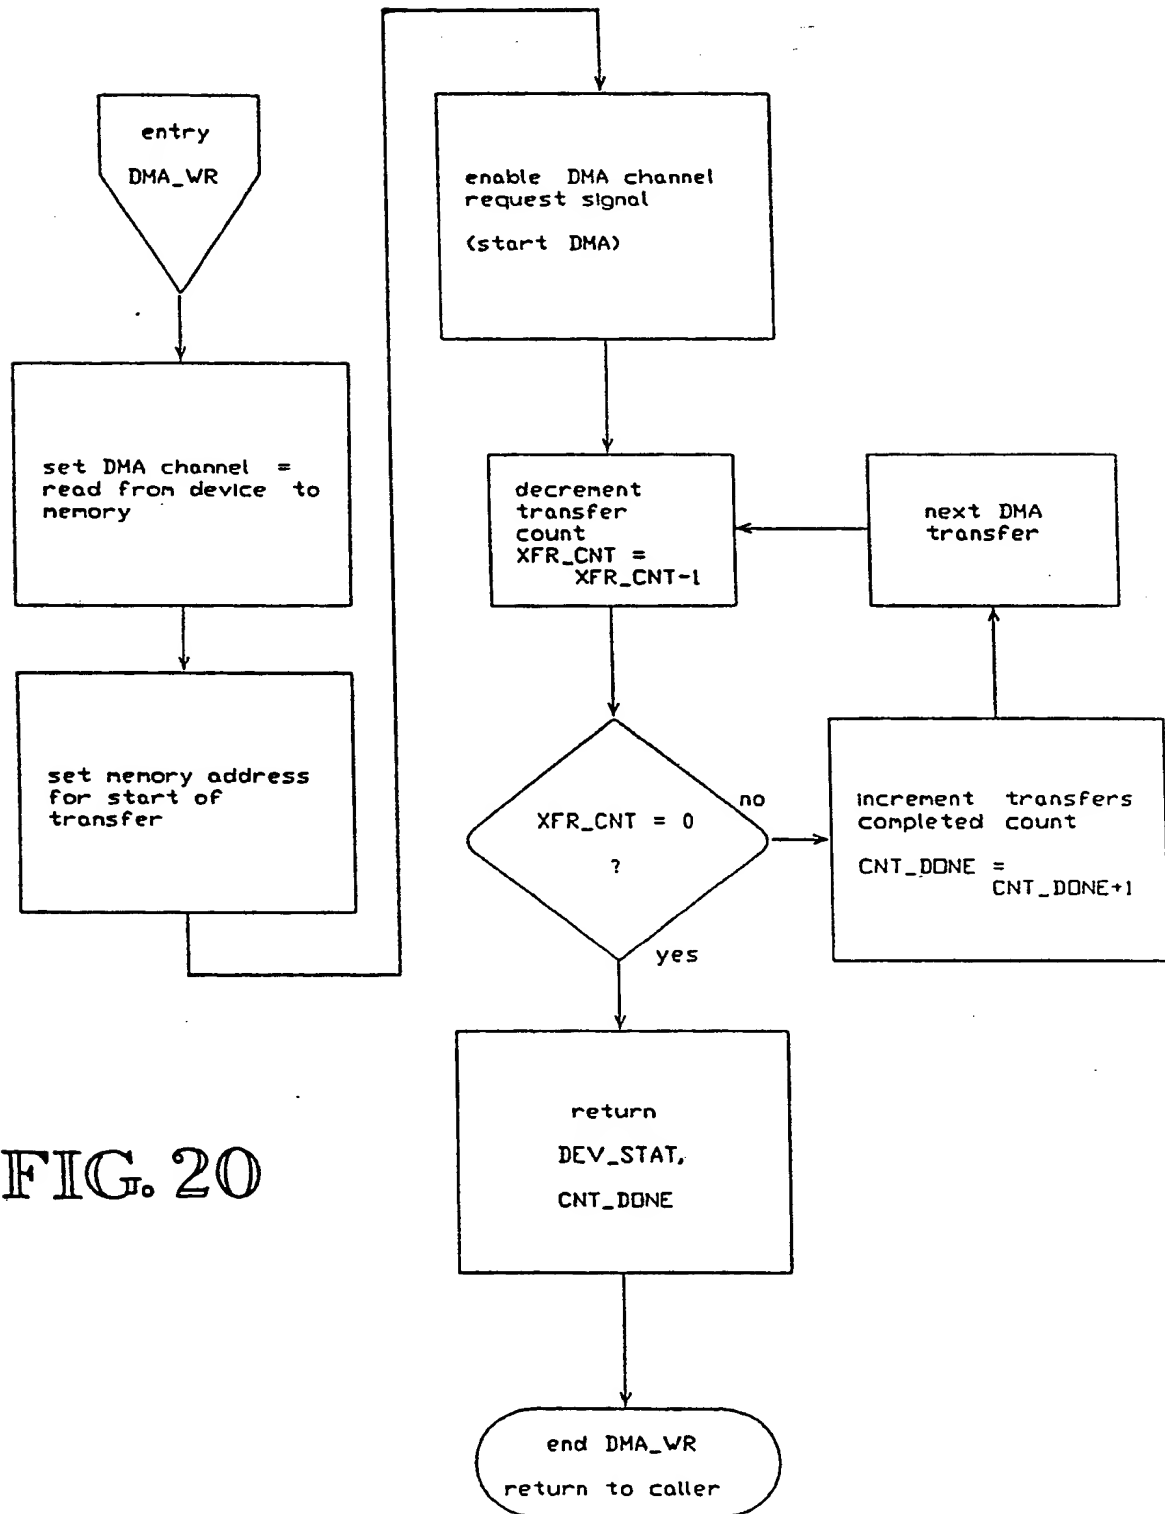 entry
DMA_WR
set DMA channel =
read from device to
memory
set memory address
for start of
transfer
enable DMA channel
request signal
(start DMA)
decrement
transfer
count
XFR_CNT =
XFR_CNT-1
next DMA
transfer
XFR_CNT = 0
?
no
yes
increment transfers
completed count
CNT_DONE =
CNT_DONE+1
return
DEV_STAT,
CNT_DONE
end DMA_WR
return to caller
FIG. 20